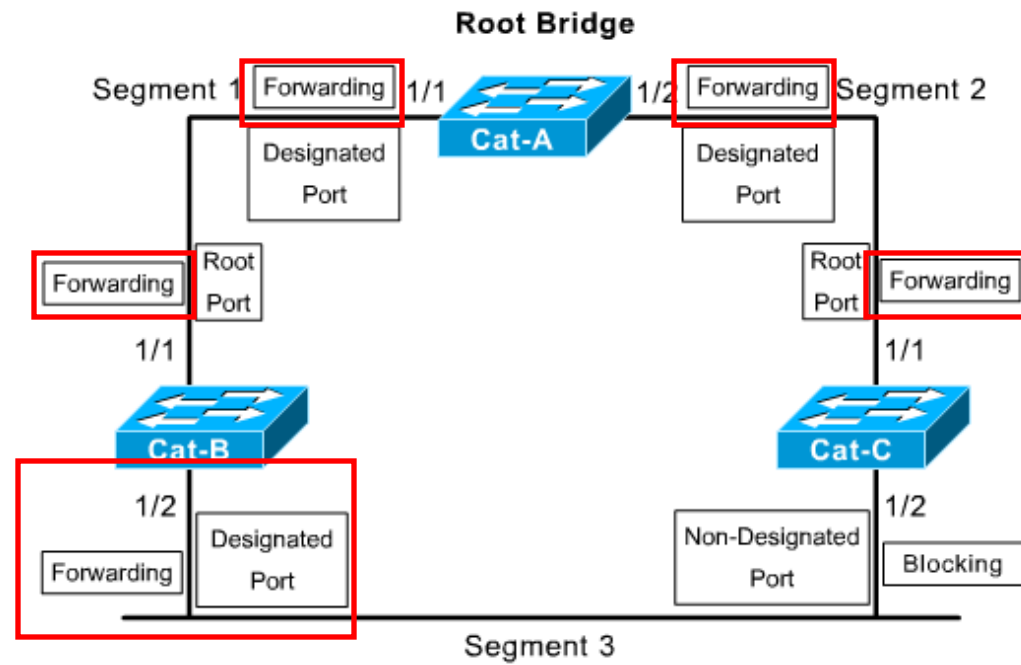 Root Bridge
Segment 1
Forwarding
1/1
1/2
Forwarding
Segment 2
Cat-A
Designated
Port
Designated
Port
Forwarding
Root
Port
Root
Port
Forwarding
1/1
1/1
Cat-B
Cat-C
1/2
1/2
Designated
Port
Forwarding
Non-Designated
Port
Blocking
Segment 3